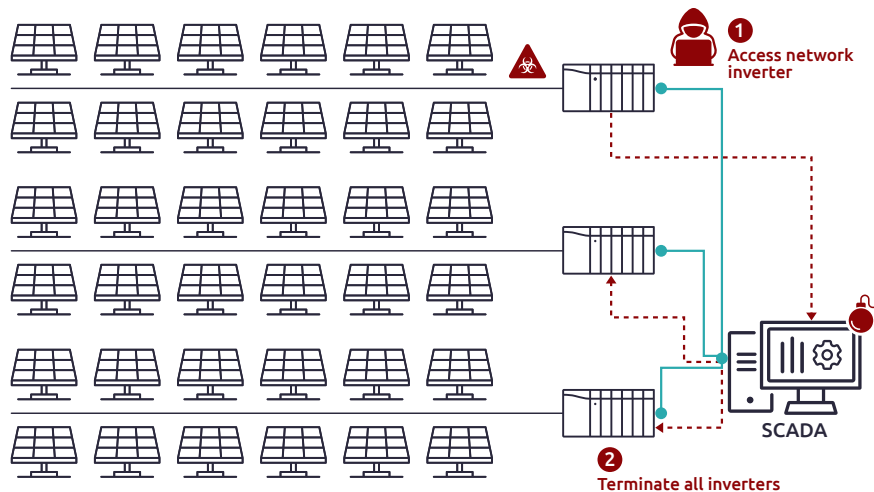 1
Access network
inverter
SCADA
2
Terminate all inverters